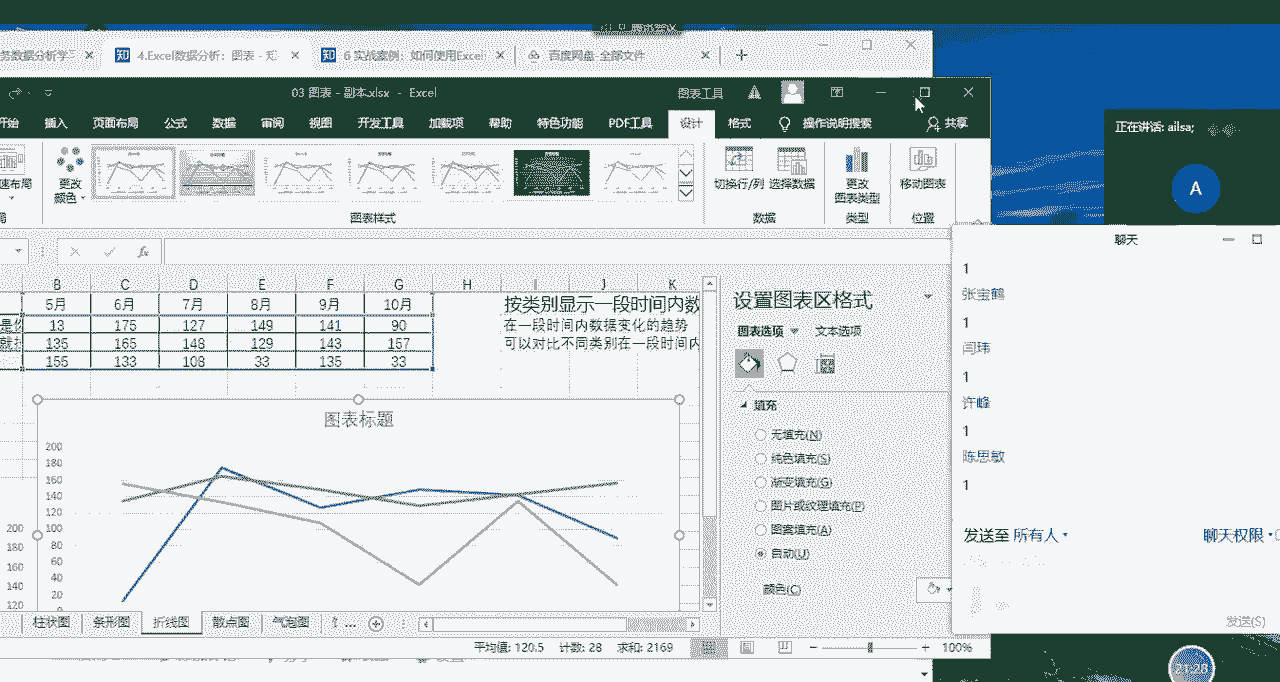 腾讯会议
务数据分析学习
4.Excel数据分析：图表 - 知
6 实战案例：如何使用Excel
百度网盘-全部文件
03 图表 - 副本.xlsx - Excel
图表工具
开始 插入 页面布局 公式 数据 审阅 视图 开发工具 加载项 帮助 特色功能 PDF工具 设计 格式 操作说明搜索 共享
速布局
更改
颜色
切换行/列
选择数据
更改
图表类型
移动图表
图表样式
数据
类型
位置
B C D E F G H I J K
5月 6月 7月 8月 9月 10月
13 175 127 149 141 90
135 165 148 129 143 157
155 133 108 33 135 33
按类别显示一段时间内数
在一段时间内数据变化的趋势
可以对比不同类别在一段时间内
图表标题
200
180
160
140
120
100
80
60
40
20
0
200
180
160
140
120
设置图表区格式
图表选项 文本选项
填充
无填充(N)
纯色填充(S)
渐变填充(G)
图片或纹理填充(P)
图案填充(A)
自动(U)
颜色(C)
柱状图 条形图 折线图 散点图 气泡图
平均值: 120.5 计数: 28 求和: 2169
100%
正在讲话: ailsa;
A
聊天
1
张宝鹤
1
闫玮
1
许峰
1
陈思敏
1
发送至 所有人
聊天权限
发送(S)